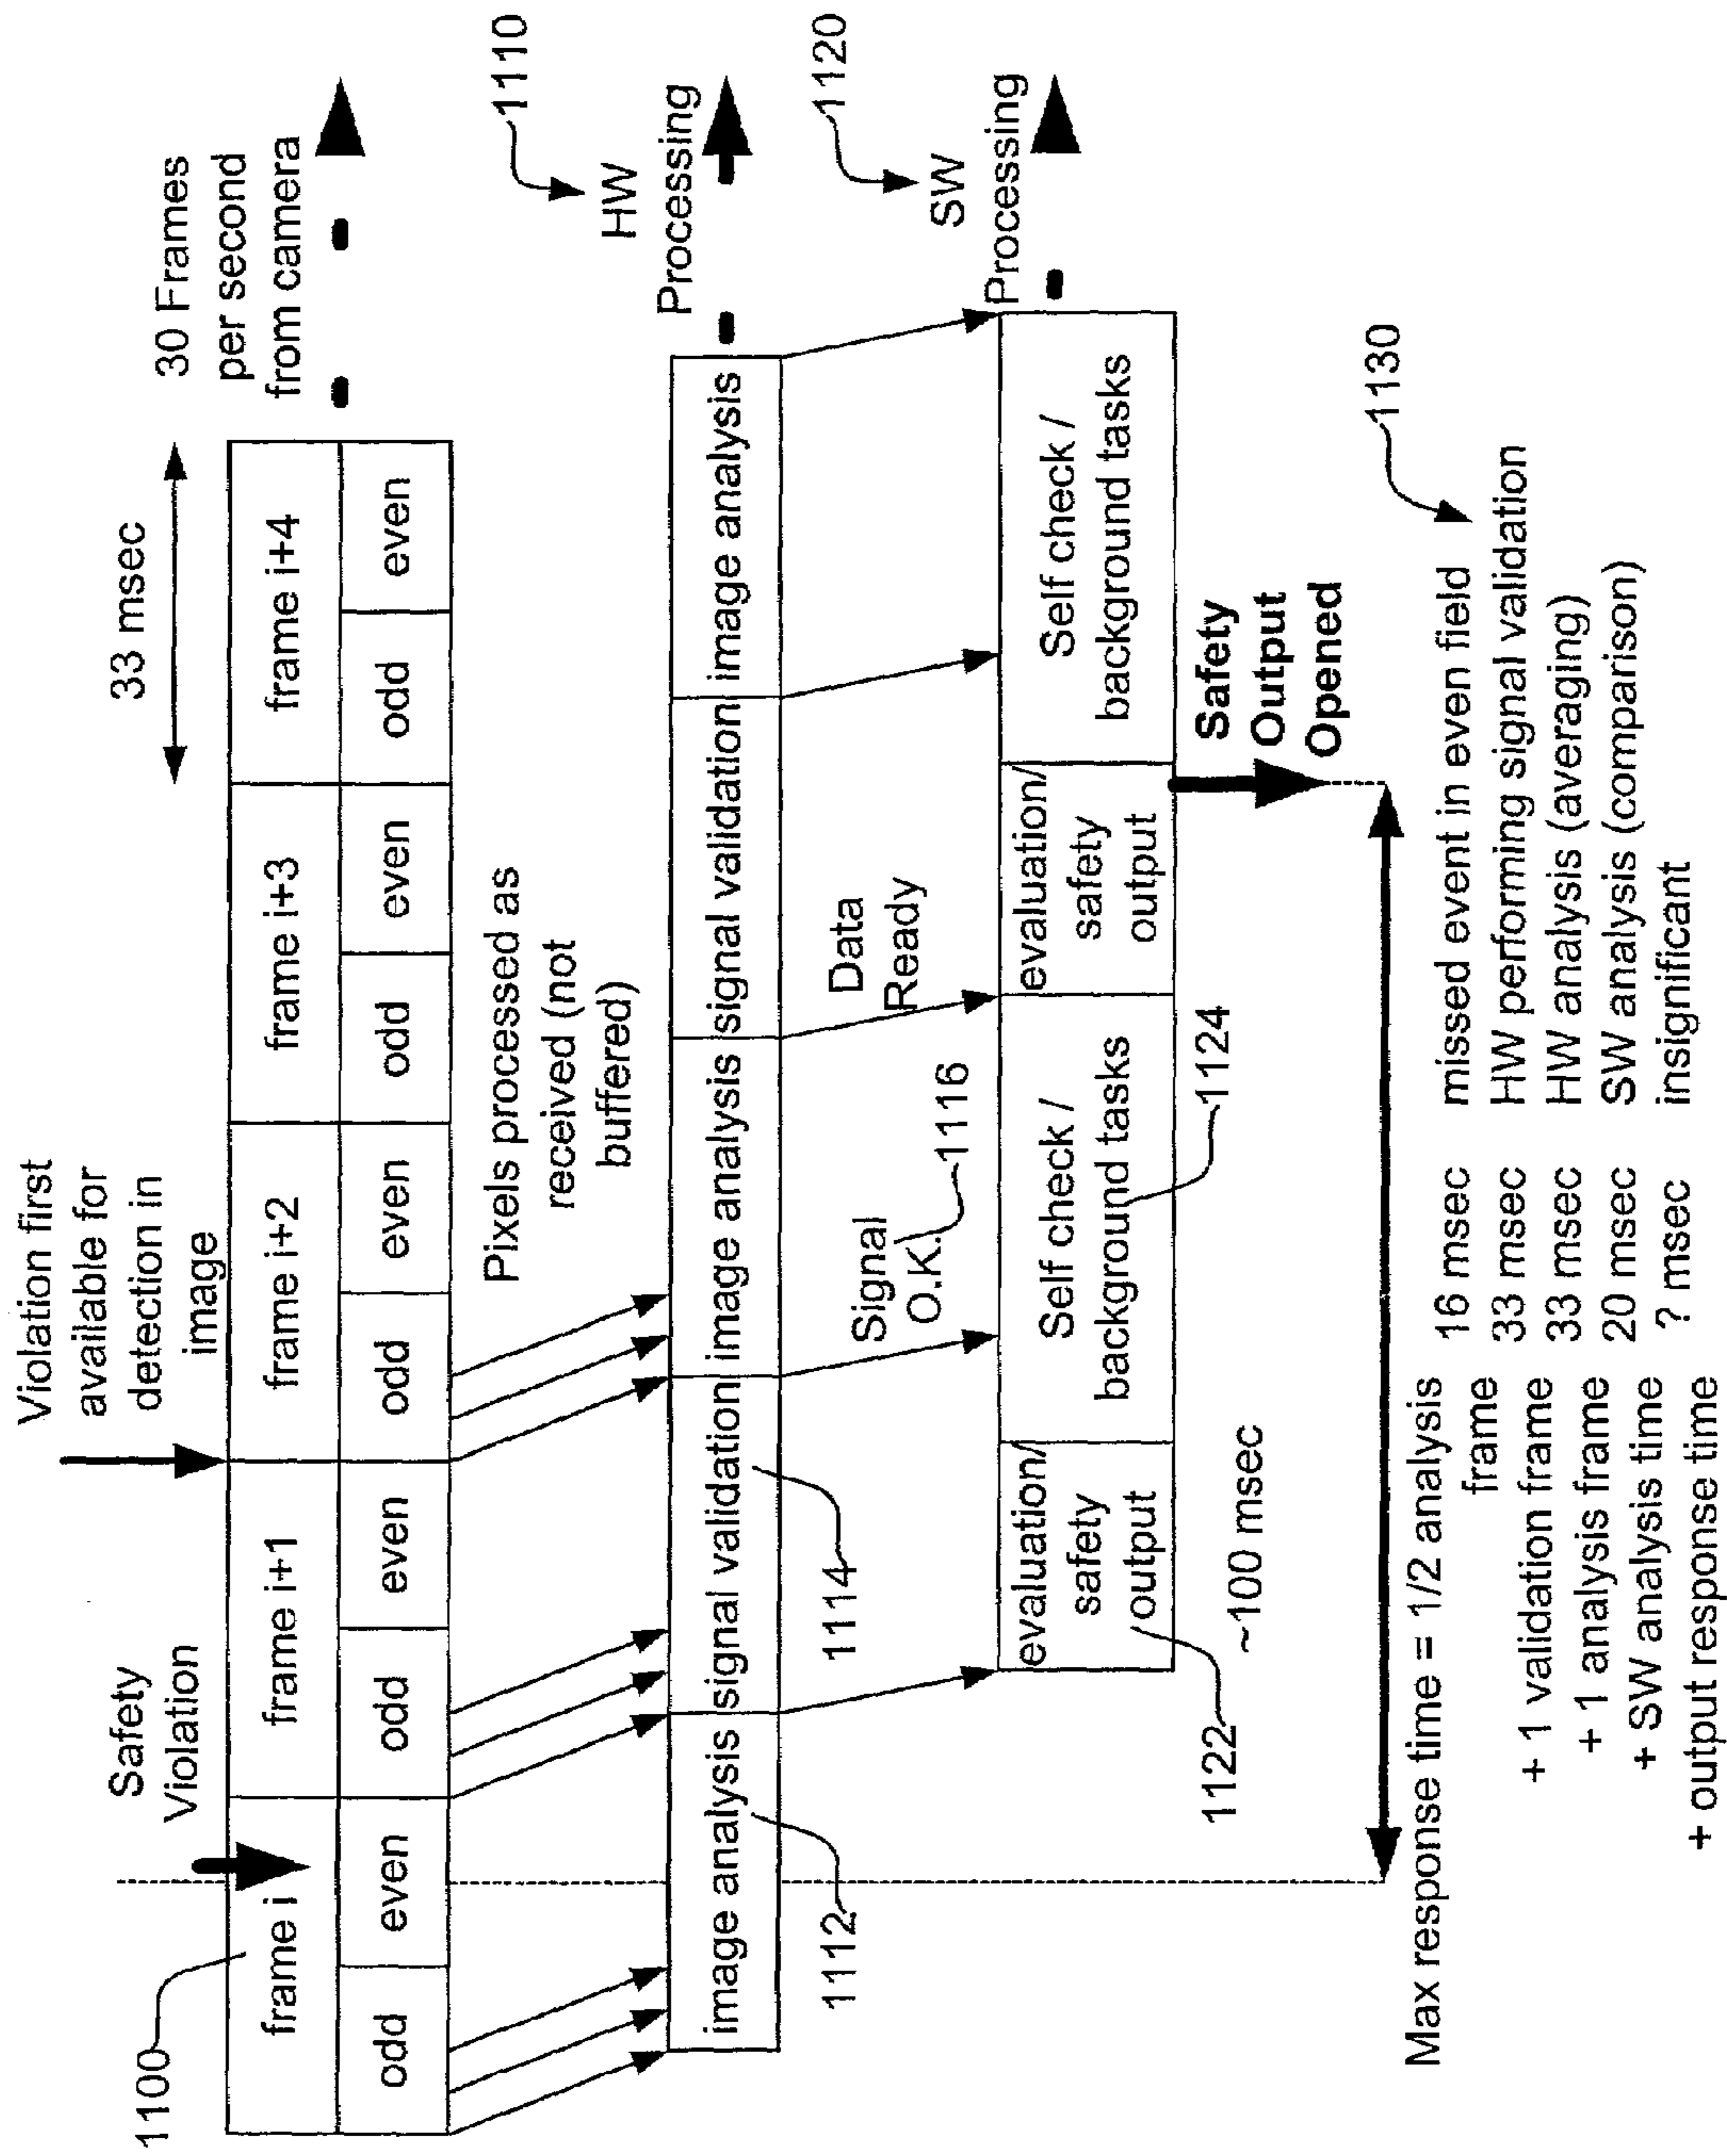 30 Frames
per second
from camera
33 msec
Violation first
available for
detection in
image
Safety
Violation
1100
frame i
frame i+1
frame i+2
frame i+3
frame i+4
odd
even
odd
even
odd
even
odd
even
odd
even
Pixels processed as
received (not
buffered)
1110
HW
Processing
image analysis
signal validation
image analysis
signal validation
image analysis
1112
1114
Signal
O.K.
1116
Data
Ready
1120
SW
Processing
evaluation/
safety
output
Self check /
background tasks
evaluation/
safety
output
Self check /
background tasks
1122
1124
~100 msec
Safety
Output
Opened
1130
Max response time = 1/2 analysis
frame
16 msec
missed event in even field
+ 1 validation frame
33 msec
HW performing signal validation
+ 1 analysis frame
33 msec
HW analysis (averaging)
+ SW analysis time
20 msec
SW analysis (comparison)
+ output response time
? msec
insignificant